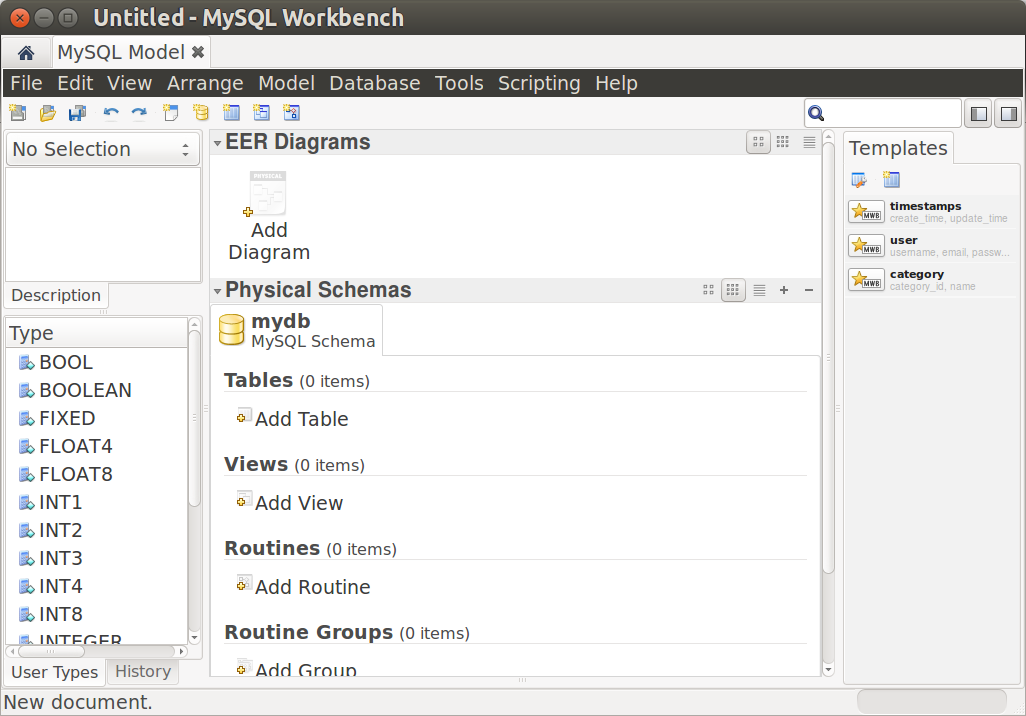 Untitled - MySQL Workbench
MySQL Model
File Edit View Arrange Model Database Tools Scripting Help
No Selection
Description
Type
BOOL
BOOLEAN
FIXED
FLOAT4
FLOAT8
INT1
INT2
INT3
INT4
INT8
INTEGER
User Types History
EER Diagrams
PHYSICAL
Add
Diagram
Physical Schemas
mydb
MySQL Schema
Tables (0 items)
Add Table
Views (0 items)
Add View
Routines (0 items)
Add Routine
Routine Groups (0 items)
Add Group
Templates
MWB
timestamps
create_time, update_time
MWB
user
username, email, passw...
MWB
category
category_id, name
New document.